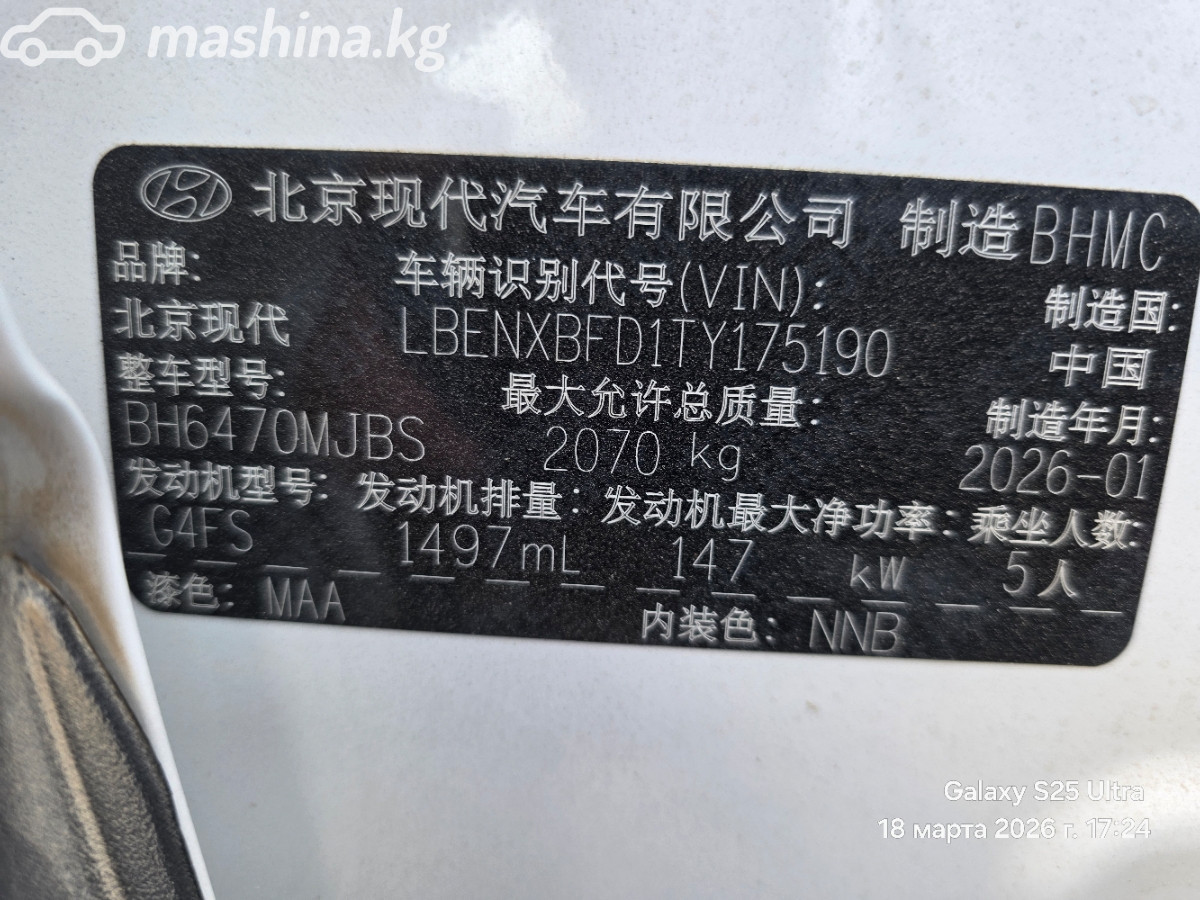 mashina.kg
北京现代汽车有限公司 制造BHMC
品牌: 车辆识别代号(VIN): 制造国:
北京现代 LBENXBFD1TY175190 中国
整车型号: 最大允许总质量: 制造年月:
BH6470MJBS 2070 kg 2026-01
发动机型号: 发动机排量: 发动机最大净功率: 乘坐人数:
G4FS 1497mL 147 kW 5人
漆色: MAA 内装色: NNB
Galaxy S25 Ultra
18 марта 2026 г. 17:24